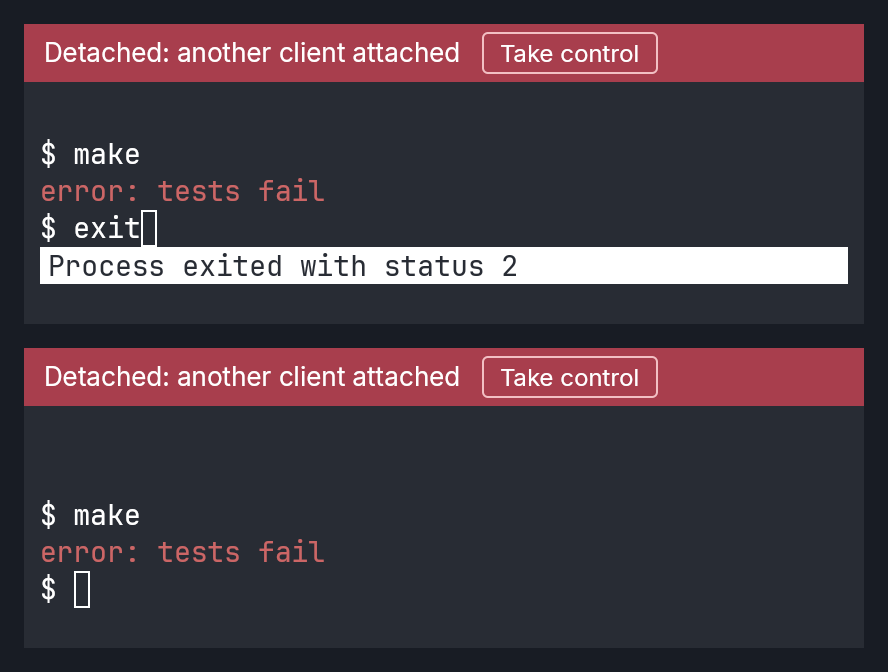 Detached: another client attached Take control
$ make
error: tests fail
$ exit
Process exited with status 2
Detached: another client attached Take control
$ make
error: tests fail
$